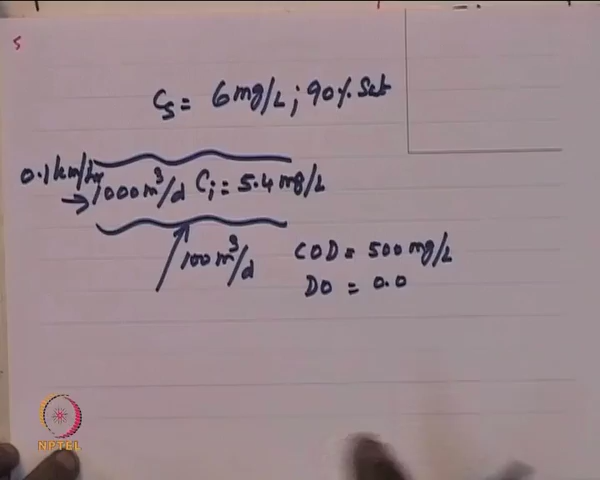 5
Cs = 6 mg/L ; 90% Sat
0.1 km/hr
1000 m³/d Ci = 5.4 mg/L
100 m³/d COD = 500 mg/L
DO = 0.0
NPTEL